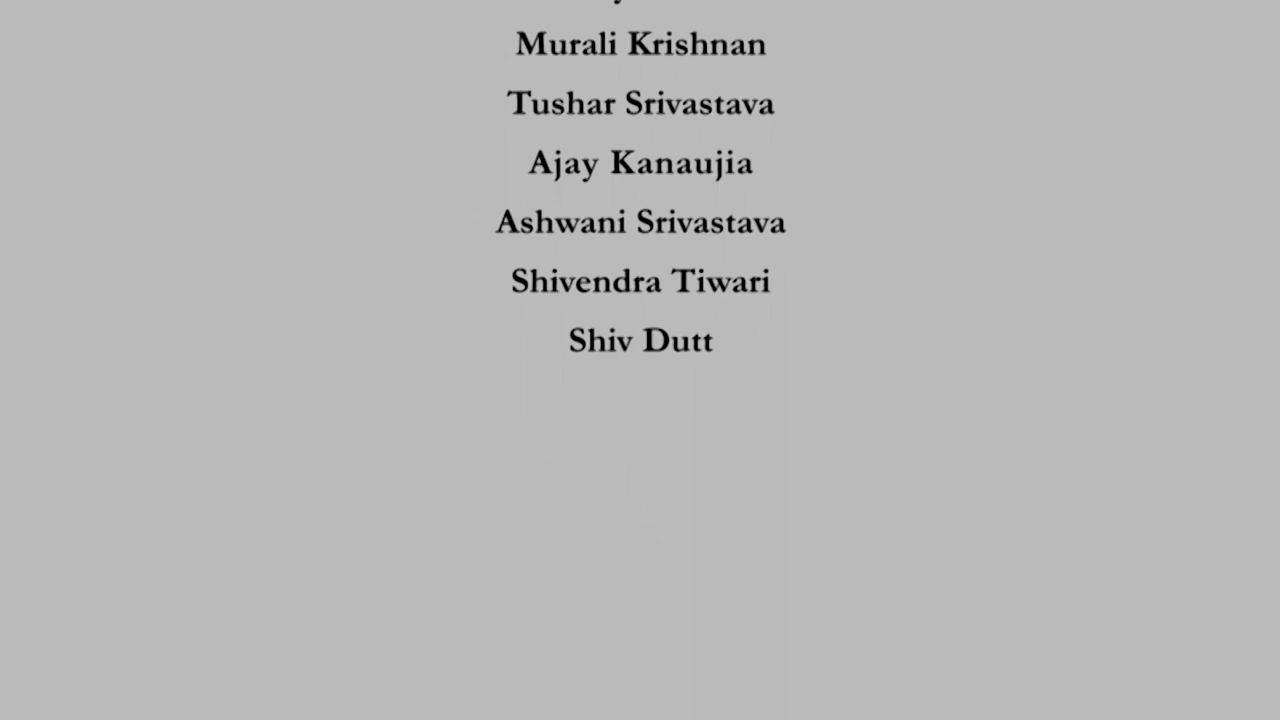 Murali Krishnan
Tushar Srivastava
Ajay Kanaujia
Ashwani Srivastava
Shivendra Tiwari
Shiv Dutt